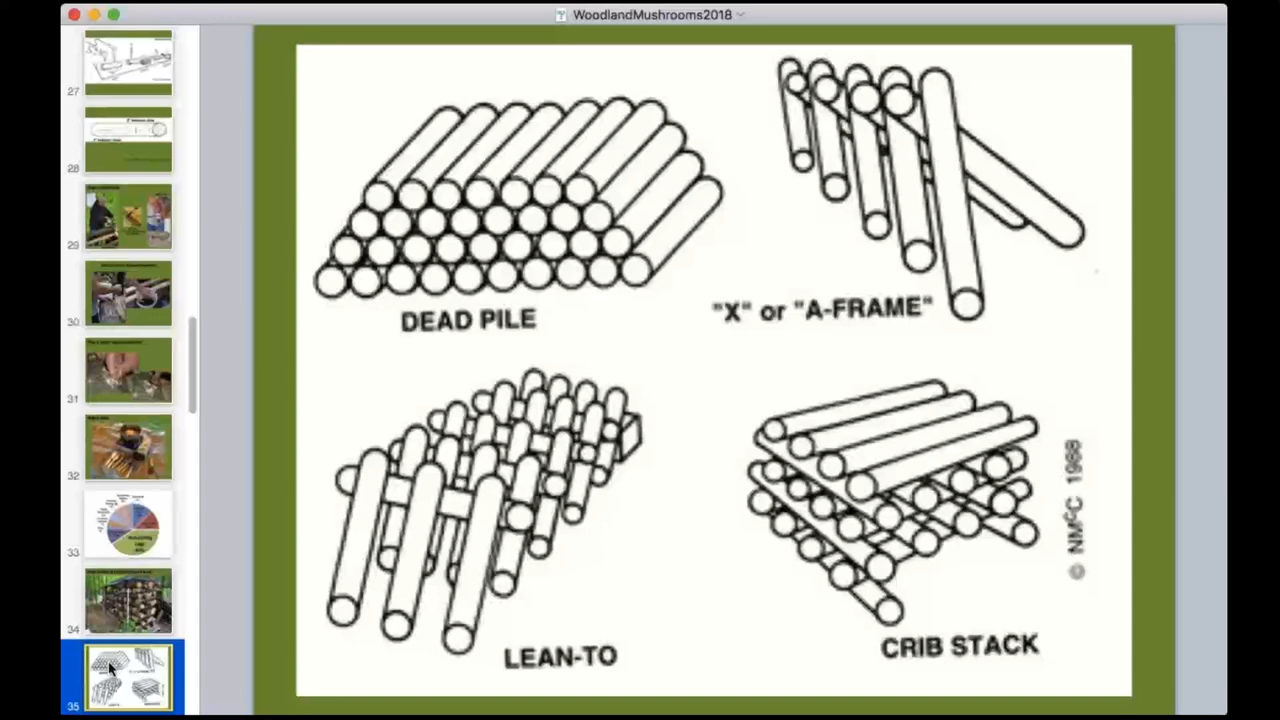 WoodlandMushrooms2018
27
28
29
30
31
32
33
34
35
DEAD PILE
"X" or "A-FRAME"
LEAN-TO
CRIB STACK
© NMCC 1988